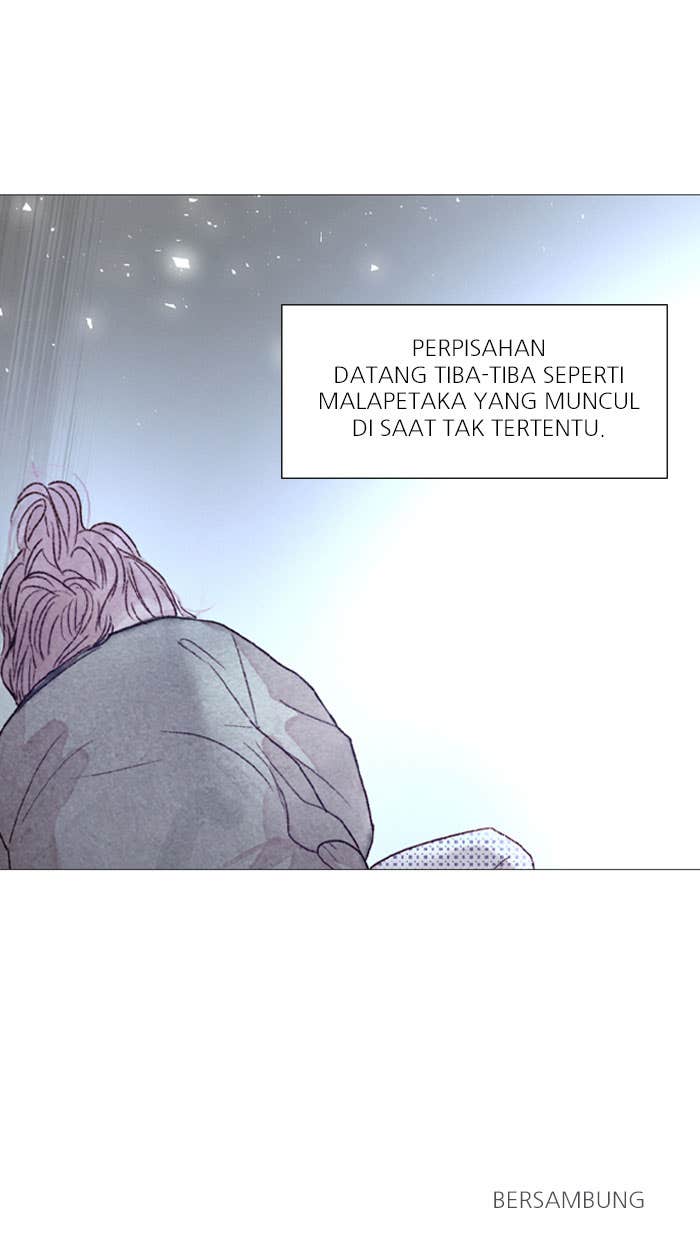 PERPISAHAN
DATANG TIBA-TIBA SEPERTI
MALAPETAKA YANG MUNCUL
DI SAAT TAK TERTENTU.
BERSAMBUNG